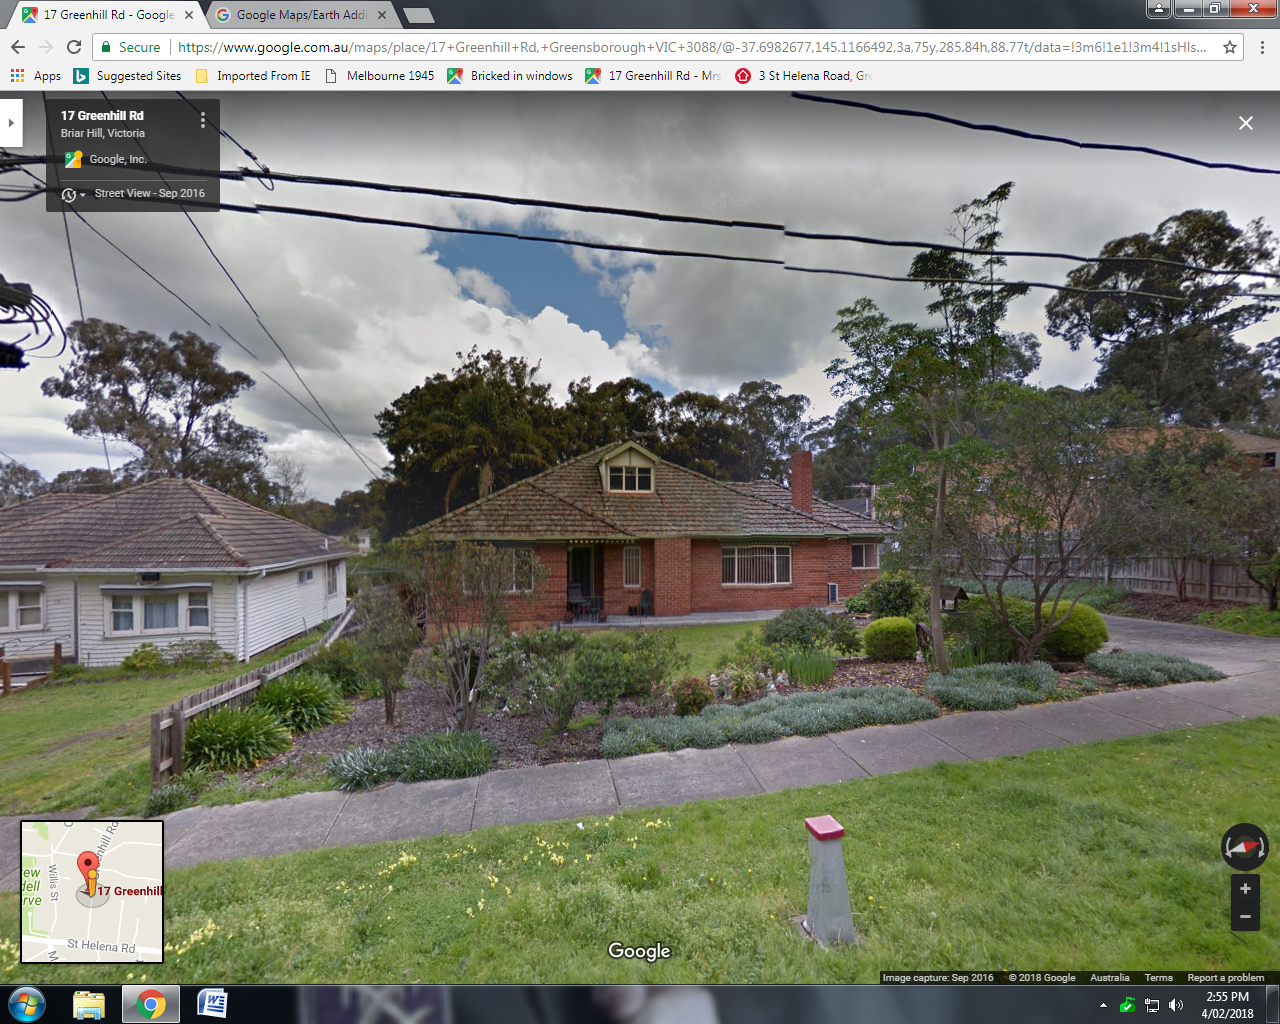 17 Greenhill Rd - Google
Google Maps/Earth Addi
Secure
https://www.google.com.au/maps/place/17+Greenhill+Rd,+Greensborough+VIC+3088/@-37.6982677,145.1166492,3a,75y,285.84h,88.77t/data=!3m6!1e1!3m4!1sHIs...
Apps
Suggested Sites
Imported From IE
Melbourne 1945
Bricked in windows
17 Greenhill Rd - Mrs
3 St Helena Road, Gre
17 Greenhill Rd
Briar Hill, Victoria
Google, Inc.
Street View - Sep 2016
Greenhill Rd
Willis St
17 Greenhill
St Helena Rd
Google
Image capture: Sep 2016
© 2018 Google
Australia
Terms
Report a problem
2:55 PM
4/02/2018